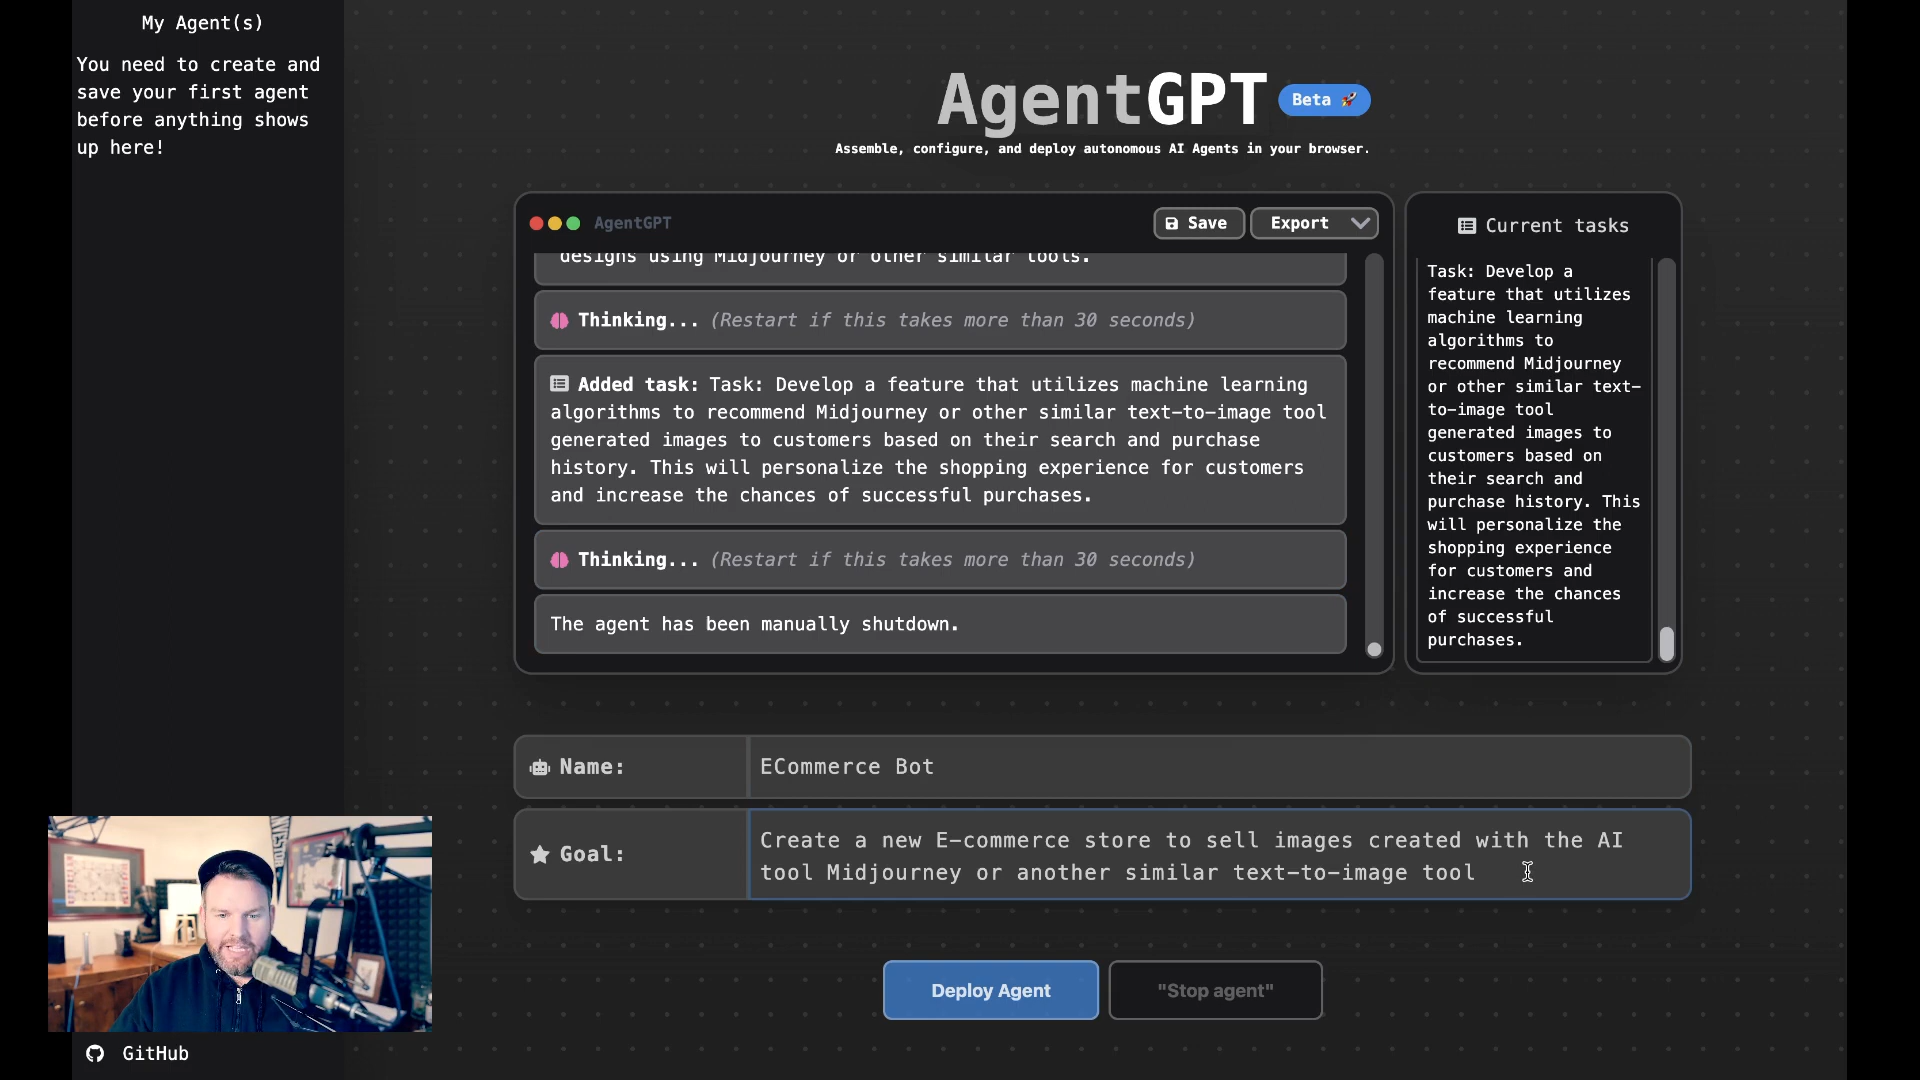 My Agent(s)
You need to create and
save your first agent
before anything shows
up here!
AgentGPT
Beta 🚀
Assemble, configure, and deploy autonomous AI Agents in your browser.
AgentGPT
Save
Export
designs using Midjourney or other similar tools.
Thinking... (Restart if this takes more than 30 seconds)
Added task: Task: Develop a feature that utilizes machine learning
algorithms to recommend Midjourney or other similar text-to-image tool
generated images to customers based on their search and purchase
history. This will personalize the shopping experience for customers
and increase the chances of successful purchases.
Thinking... (Restart if this takes more than 30 seconds)
The agent has been manually shutdown.
Current tasks
Task: Develop a
feature that utilizes
machine learning
algorithms to
recommend Midjourney
or other similar text-
to-image tool
generated images to
customers based on
their search and
purchase history. This
will personalize the
shopping experience
for customers and
increase the chances
of successful
purchases.
Name:
ECommerce Bot
Goal:
Create a new E-commerce store to sell images created with the AI
tool Midjourney or another similar text-to-image tool
Deploy Agent
"Stop agent"
GitHub